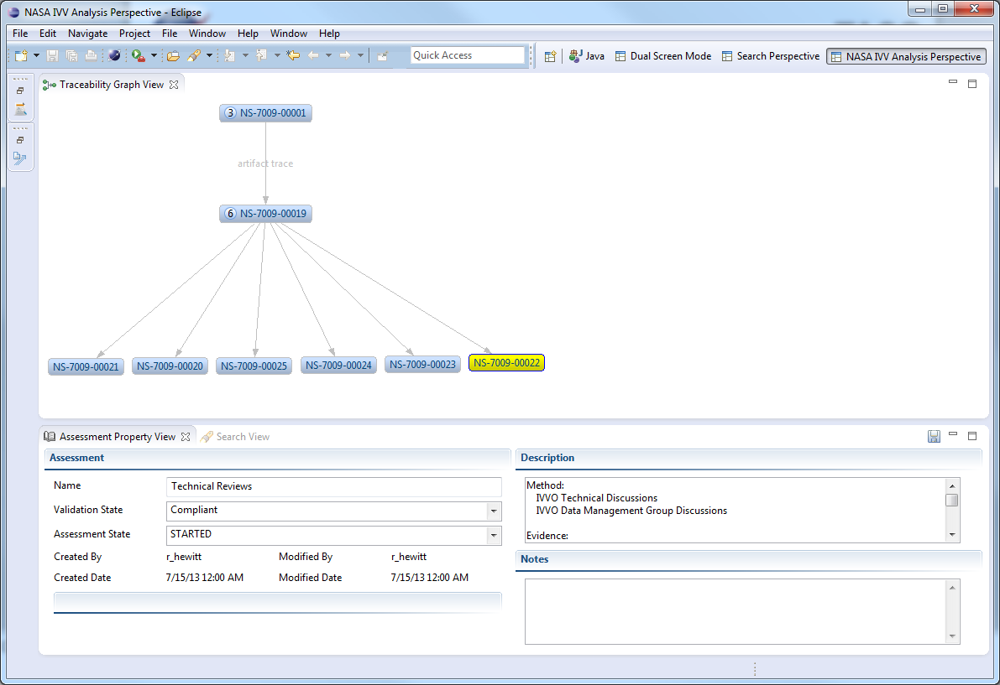 NASA IVV Analysis Perspective - Eclipse
File Edit Navigate Project File Window Help Window Help
Quick Access Java Dual Screen Mode Search Perspective NASA IVV Analysis Perspective
Traceability Graph View
3 NS-7009-00001
artifact trace
6 NS-7009-00019
NS-7009-00021 NS-7009-00020 NS-7009-00025 NS-7009-00024 NS-7009-00023 NS-7009-00022
Assessment Property View Search View
Assessment
Name Technical Reviews
Validation State Compliant
Assessment State STARTED
Created By r_hewitt Modified By r_hewitt
Created Date 7/15/13 12:00 AM Modified Date 7/15/13 12:00 AM
Description
Method:
IVVO Technical Discussions
IVVO Data Management Group Discussions
Evidence:
Notes